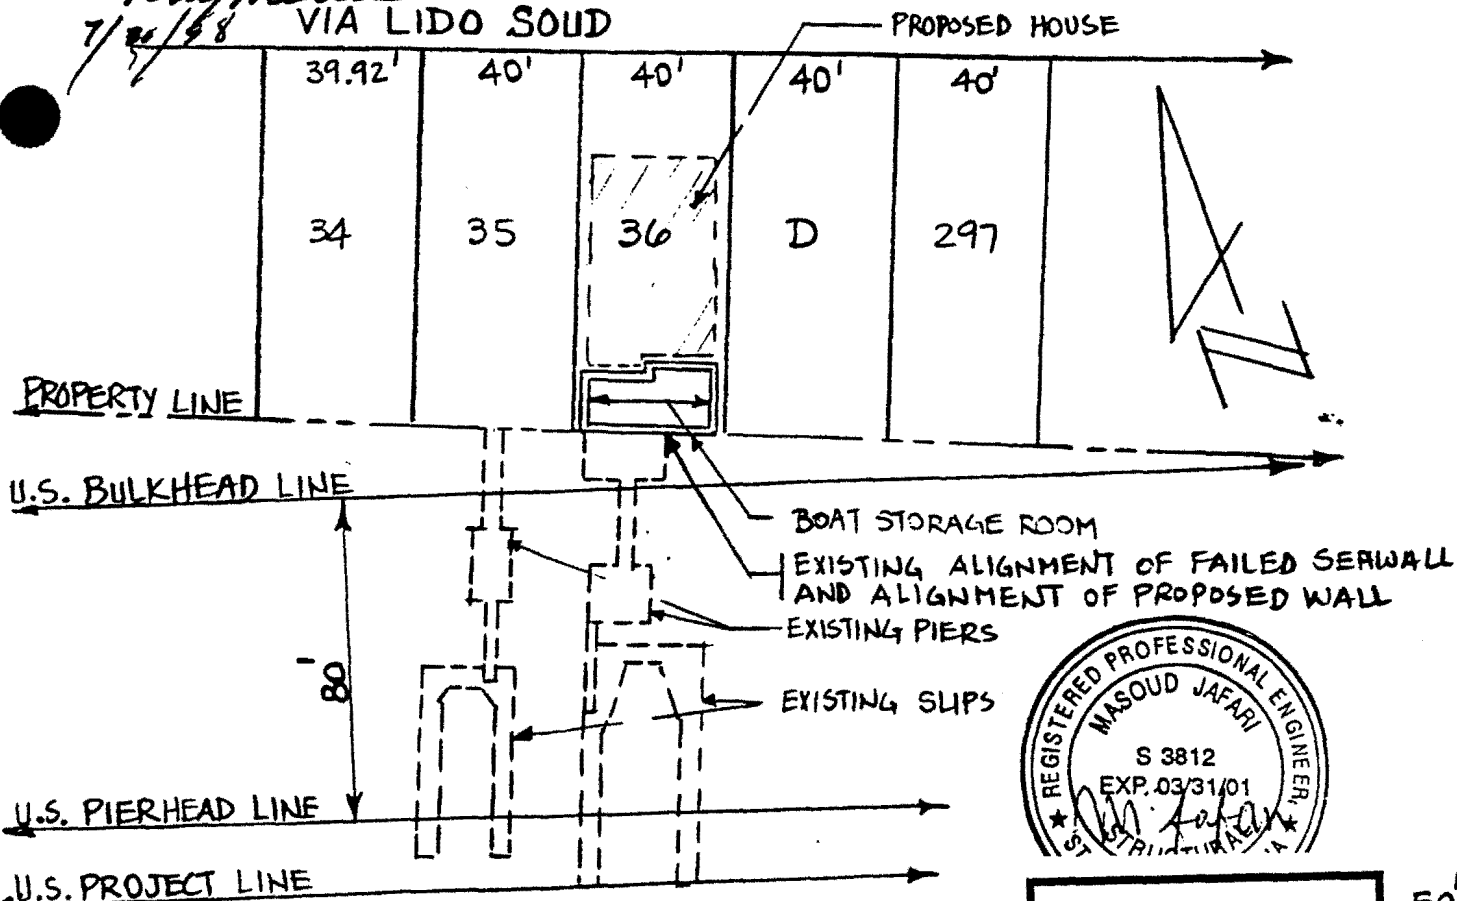 VIA LIDO SOUD
PROPOSED HOUSE
39.92' 40' 40' 40' 40'
34 35 36 D 297
PROPERTY LINE
U.S. BULKHEAD LINE
BOAT STORAGE ROOM
EXISTING ALIGNMENT OF FAILED SEAWALL
AND ALIGNMENT OF PROPOSED WALL
EXISTING PIERS
80'
EXISTING SLIPS
U.S. PIERHEAD LINE
U.S. PROJECT LINE
REGISTERED PROFESSIONAL ENGINEER
MASOUD JAFARI
S 3812
EXP. 03/31/01
STRUCTURAL
N
50'